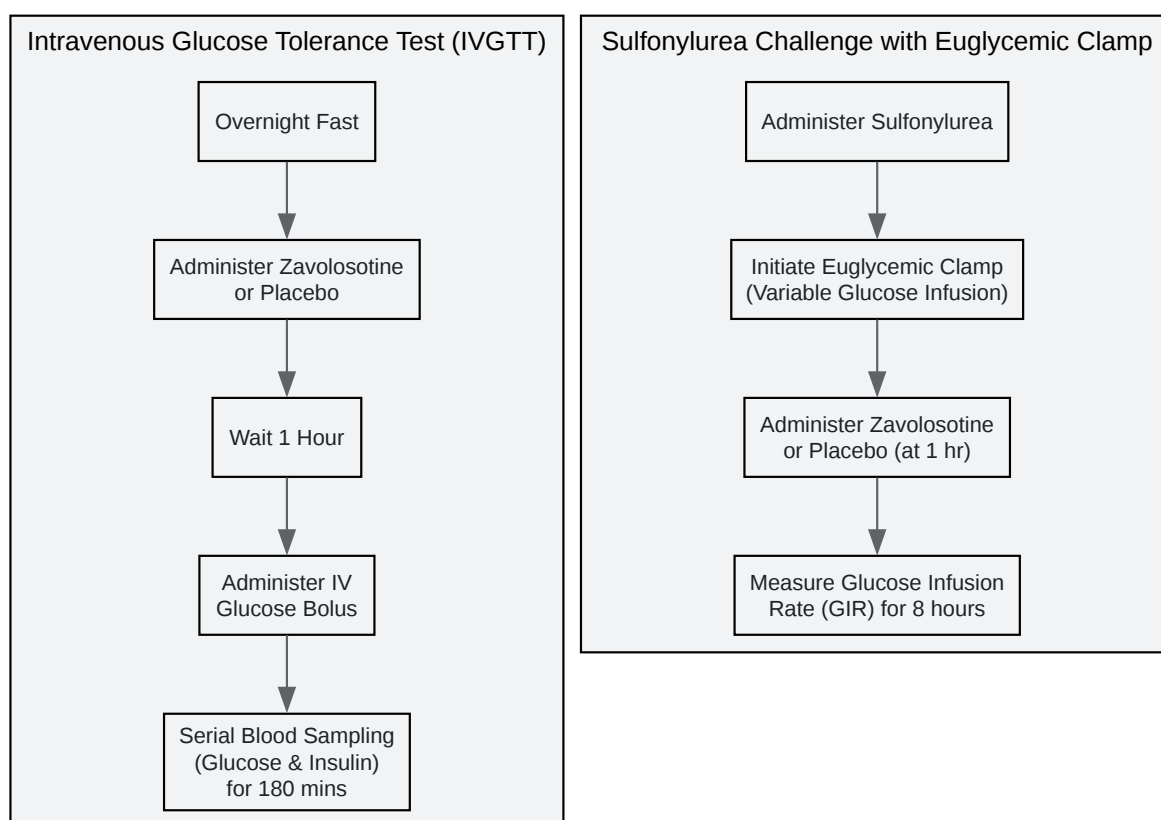 Intravenous Glucose Tolerance Test (IVGTT)
Overnight Fast
Administer Zavolosotine
or Placebo
Wait 1 Hour
Administer IV
Glucose Bolus
Serial Blood Sampling
(Glucose & Insulin)
for 180 mins
Sulfonylurea Challenge with Euglycemic Clamp
Administer Sulfonylurea
Initiate Euglycemic Clamp
(Variable Glucose Infusion)
Administer Zavolosotine
or Placebo (at 1 hr)
Measure Glucose Infusion
Rate (GIR) for 8 hours